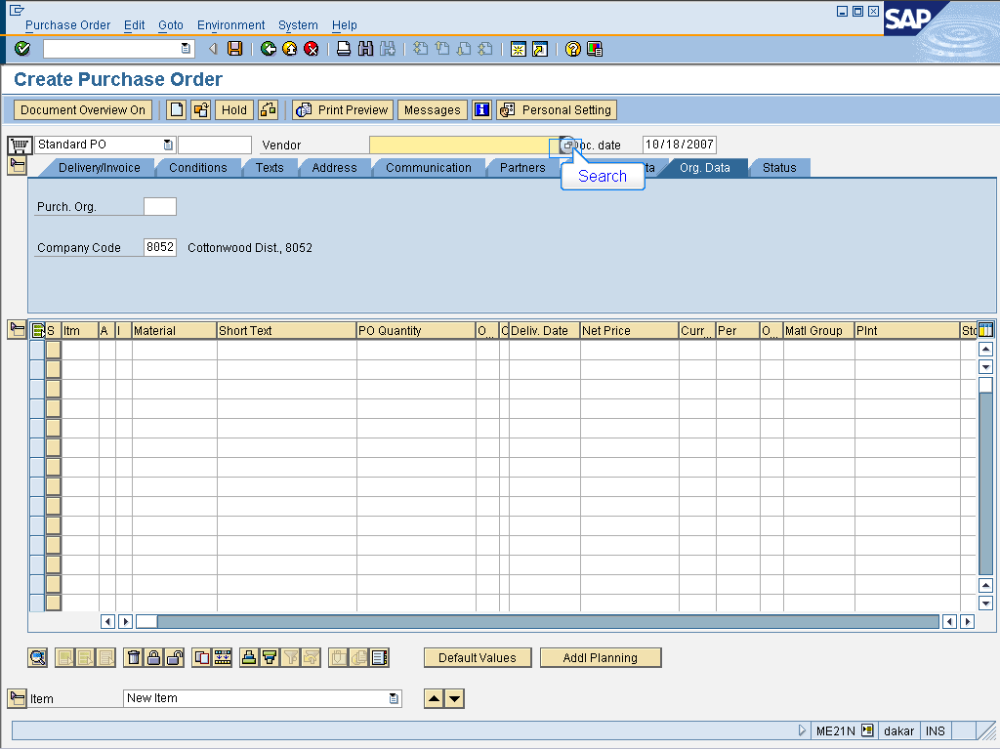 Purchase Order Edit Goto Environment System Help
SAP
Create Purchase Order
Document Overview On Hold Print Preview Messages Personal Setting
Standard PO Vendor oc. date 10/18/2007
Delivery/Invoice Conditions Texts Address Communication Partners ta Org. Data Status
Search
Purch. Org.
Company Code 8052 Cottonwood Dist., 8052
S Itm A I Material Short Text PO Quantity O... C Deliv. Date Net Price Curr... Per O... Matl Group Plnt Sto
Default Values Addl Planning
Item New Item
ME21N dakar INS